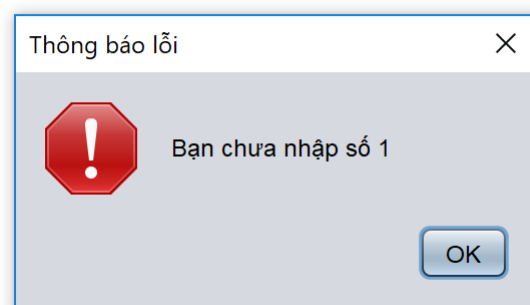 Thông báo lỗi
Bạn chưa nhập số 1
OK